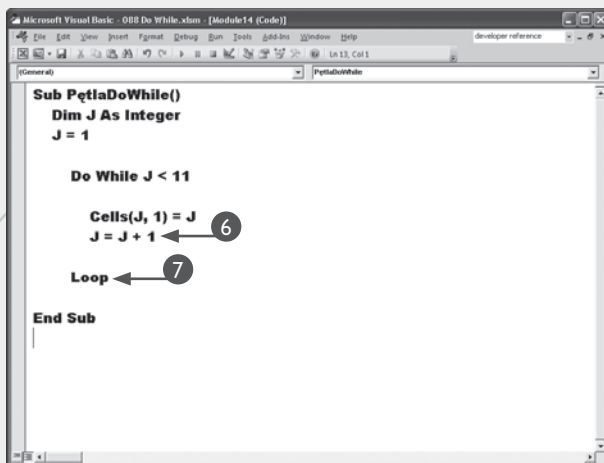 Microsoft Visual Basic - 088 Do While.xlsm - [Module14 (Code)]
File Edit View Insert Format Debug Run Tools Add-Ins Window Help developer reference
Ln 13, Col 1
(General) PętlaDoWhile
Sub PętlaDoWhile()
Dim J As Integer
J = 1
Do While J < 11
Cells(J, 1) = J
J = J + 1 6
Loop 7
End Sub